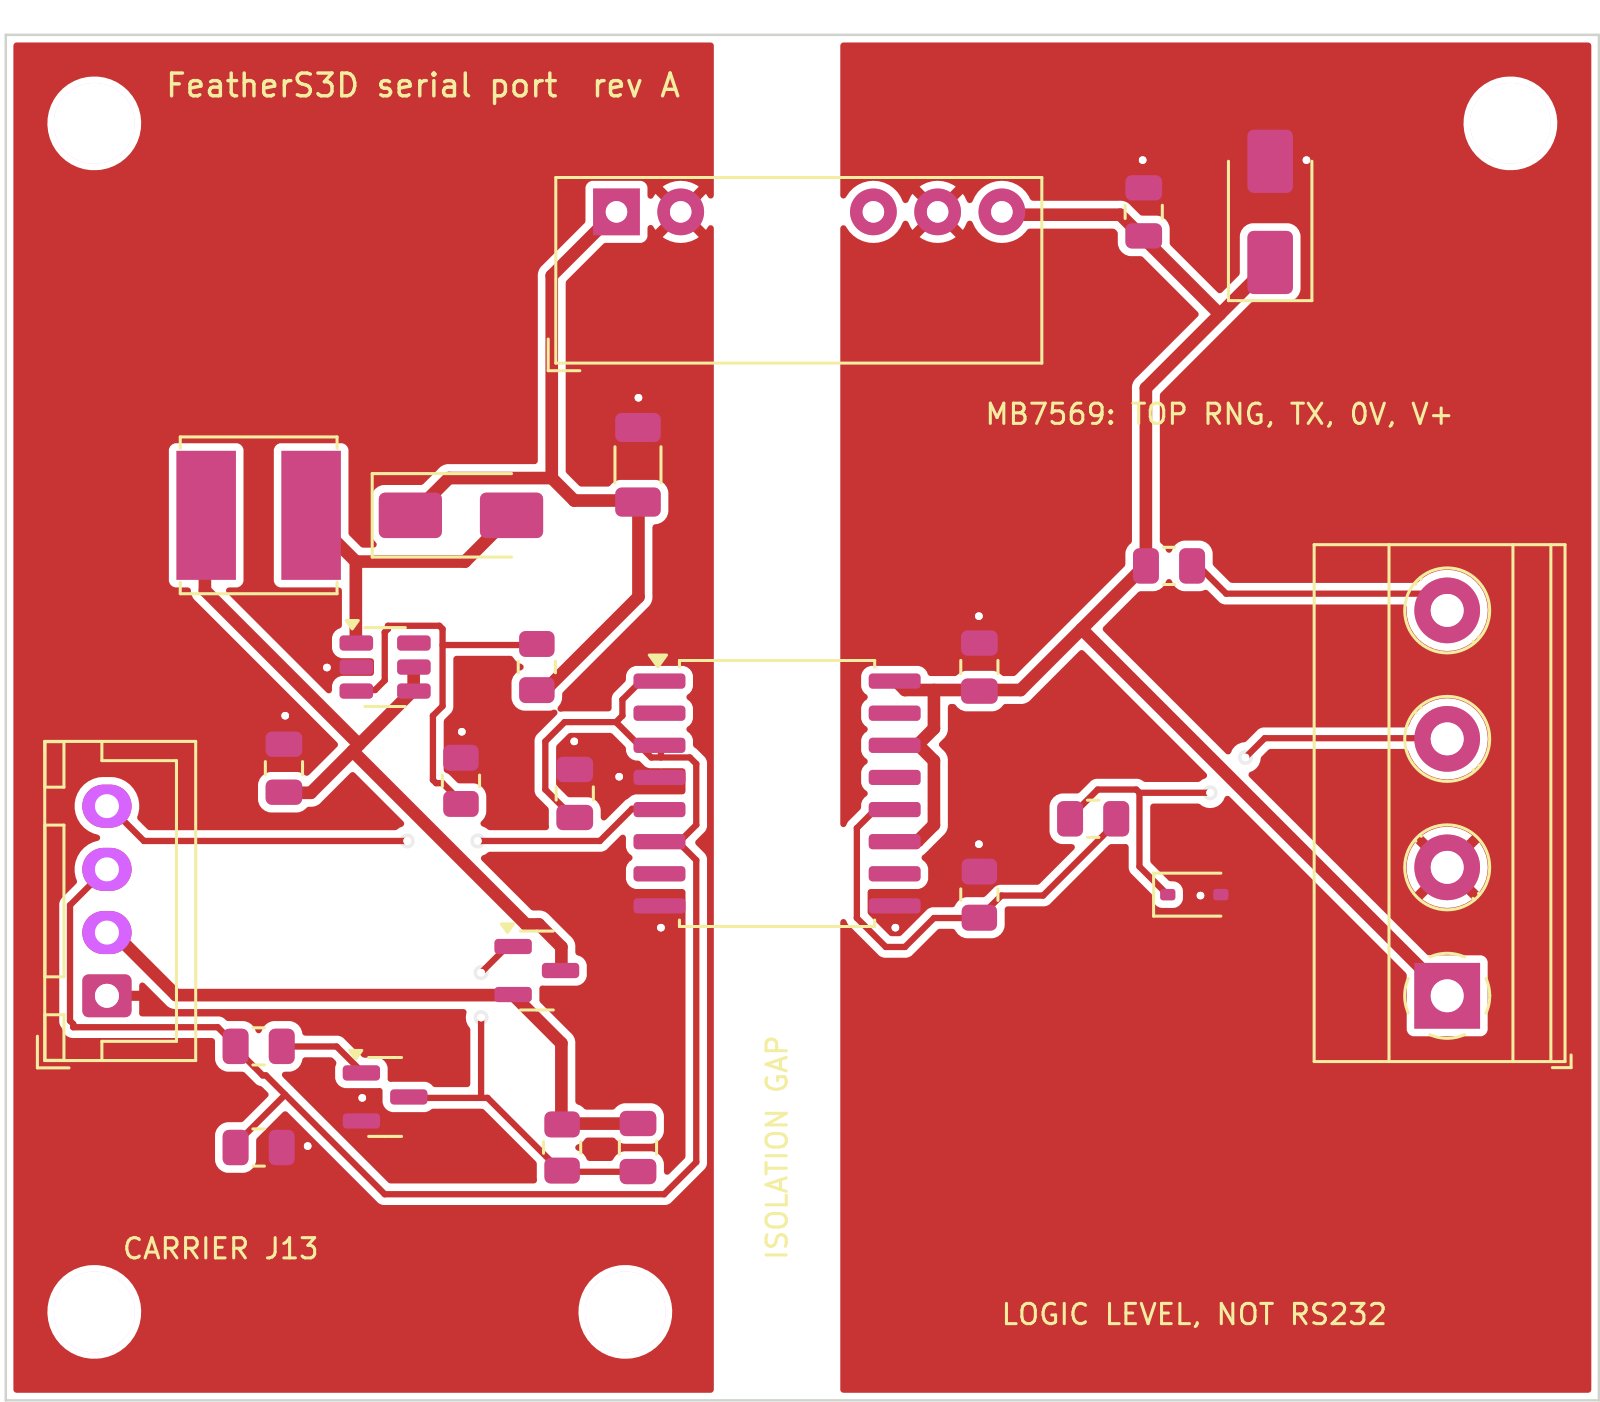 FeatherS3D serial port  rev A
MB7569: TOP RNG, TX, 0V, V+
ISOLATION GAP
CARRIER J13
LOGIC LEVEL, NOT RS232